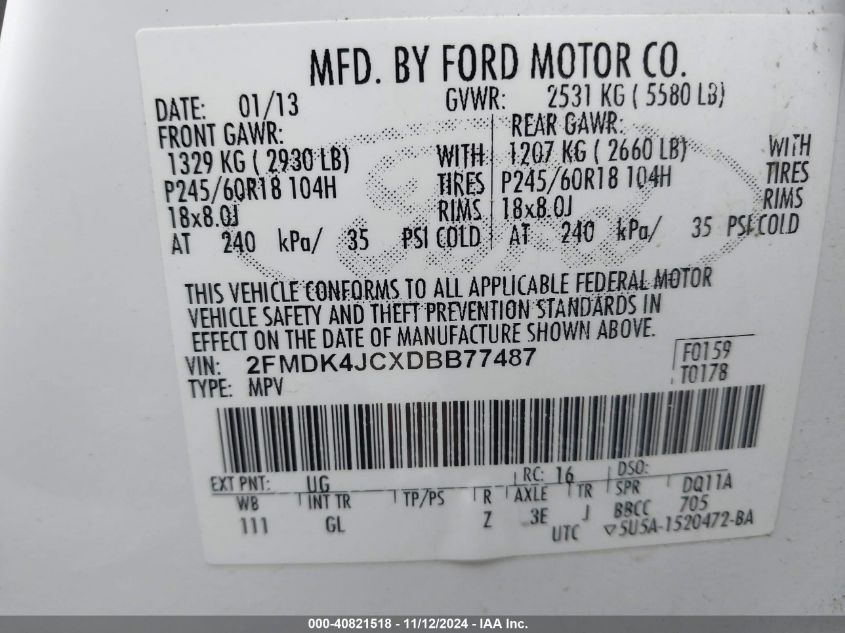 MFD. BY FORD MOTOR CO.
DATE: 01/13 GVWR: 2531 KG ( 5580 LB)
FRONT GAWR: REAR GAWR:
1329 KG ( 2930 LB) WITH 1207 KG ( 2660 LB) WITH
P245/60R18 104H TIRES P245/60R18 104H TIRES
18x8.0J RIMS 18x8.0J RIMS
AT 240 kPa/ 35 PSI COLD AT 240 kPa/ 35 PSI COLD
THIS VEHICLE CONFORMS TO ALL APPLICABLE FEDERAL MOTOR
VEHICLE SAFETY AND THEFT PREVENTION STANDARDS IN
EFFECT ON THE DATE OF MANUFACTURE SHOWN ABOVE.
VIN: 2FMDK4JCXDBB77487 F0159
TYPE: MPV T0178
EXT PNT: UG RC: 16 DSO:
WB INT TR TP/PS R AXLE TR SPR DQ11A
111 GL Z 3E J BBCC 705
UTC 5U5A-1520472-BA
000-40821518 - 11/12/2024 - IAA Inc.